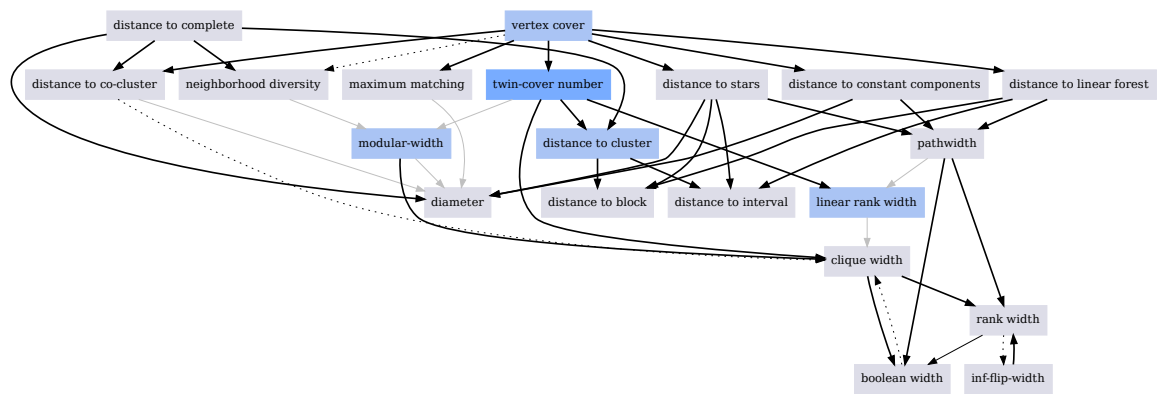 distance to complete
vertex cover
distance to co-cluster
neighborhood diversity
maximum matching
twin-cover number
distance to stars
distance to constant components
distance to linear forest
modular-width
distance to cluster
pathwidth
diameter
distance to block
distance to interval
linear rank width
clique width
rank width
boolean width
inf-flip-width